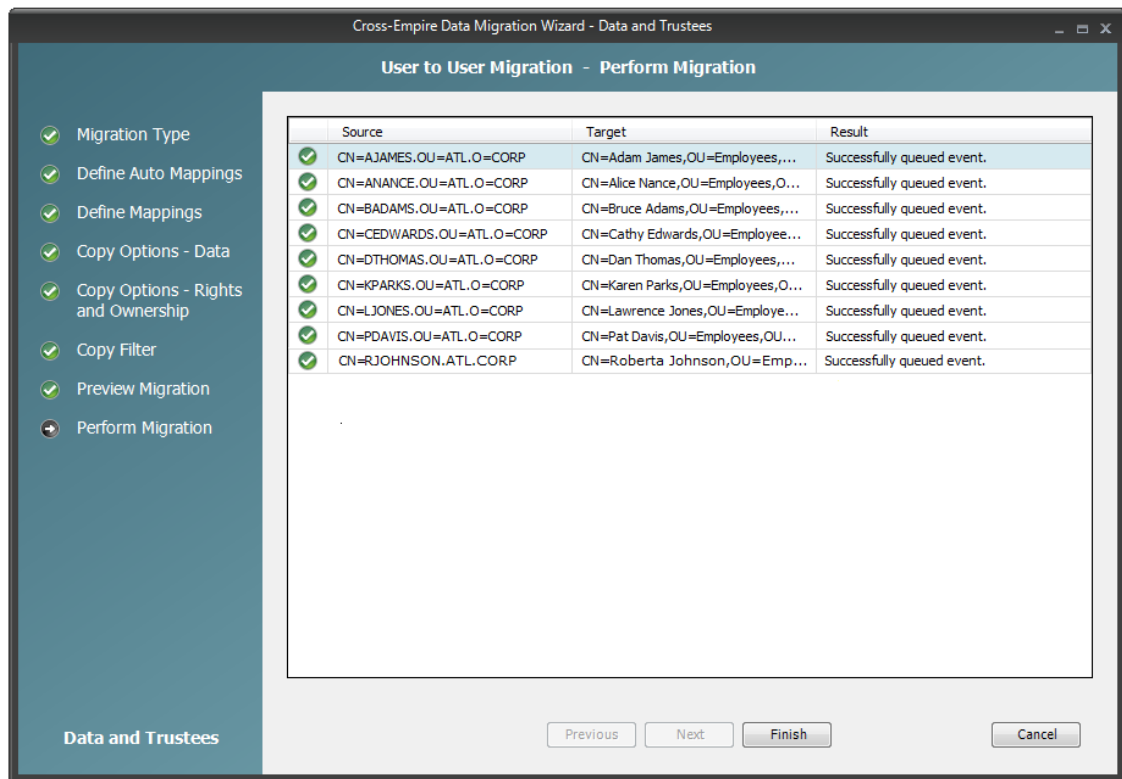 Cross-Empire Data Migration Wizard - Data and Trustees
User to User Migration - Perform Migration
Migration Type
Define Auto Mappings
Define Mappings
Copy Options - Data
Copy Options - Rights
and Ownership
Copy Filter
Preview Migration
Perform Migration
Data and Trustees
Source Target Result
CN=AJAMES.OU=ATL.O=CORP CN=Adam James,OU=Employees,... Successfully queued event.
CN=ANANCE.OU=ATL.O=CORP CN=Alice Nance,OU=Employees,O... Successfully queued event.
CN=BADAMS.OU=ATL.O=CORP CN=Bruce Adams,OU=Employees,... Successfully queued event.
CN=CEDWARDS.OU=ATL.O=CORP CN=Cathy Edwards,OU=Employee... Successfully queued event.
CN=DTHOMAS.OU=ATL.O=CORP CN=Dan Thomas,OU=Employees,... Successfully queued event.
CN=KPARKS.OU=ATL.O=CORP CN=Karen Parks,OU=Employees,O... Successfully queued event.
CN=LJONES.OU=ATL.O=CORP CN=Lawrence Jones,OU=Employe... Successfully queued event.
CN=PDAVIS.OU=ATL.O=CORP CN=Pat Davis,OU=Employees,OU... Successfully queued event.
CN=RJOHNSON.ATL.CORP CN=Roberta Johnson,OU=Emp... Successfully queued event.
Previous Next Finish Cancel